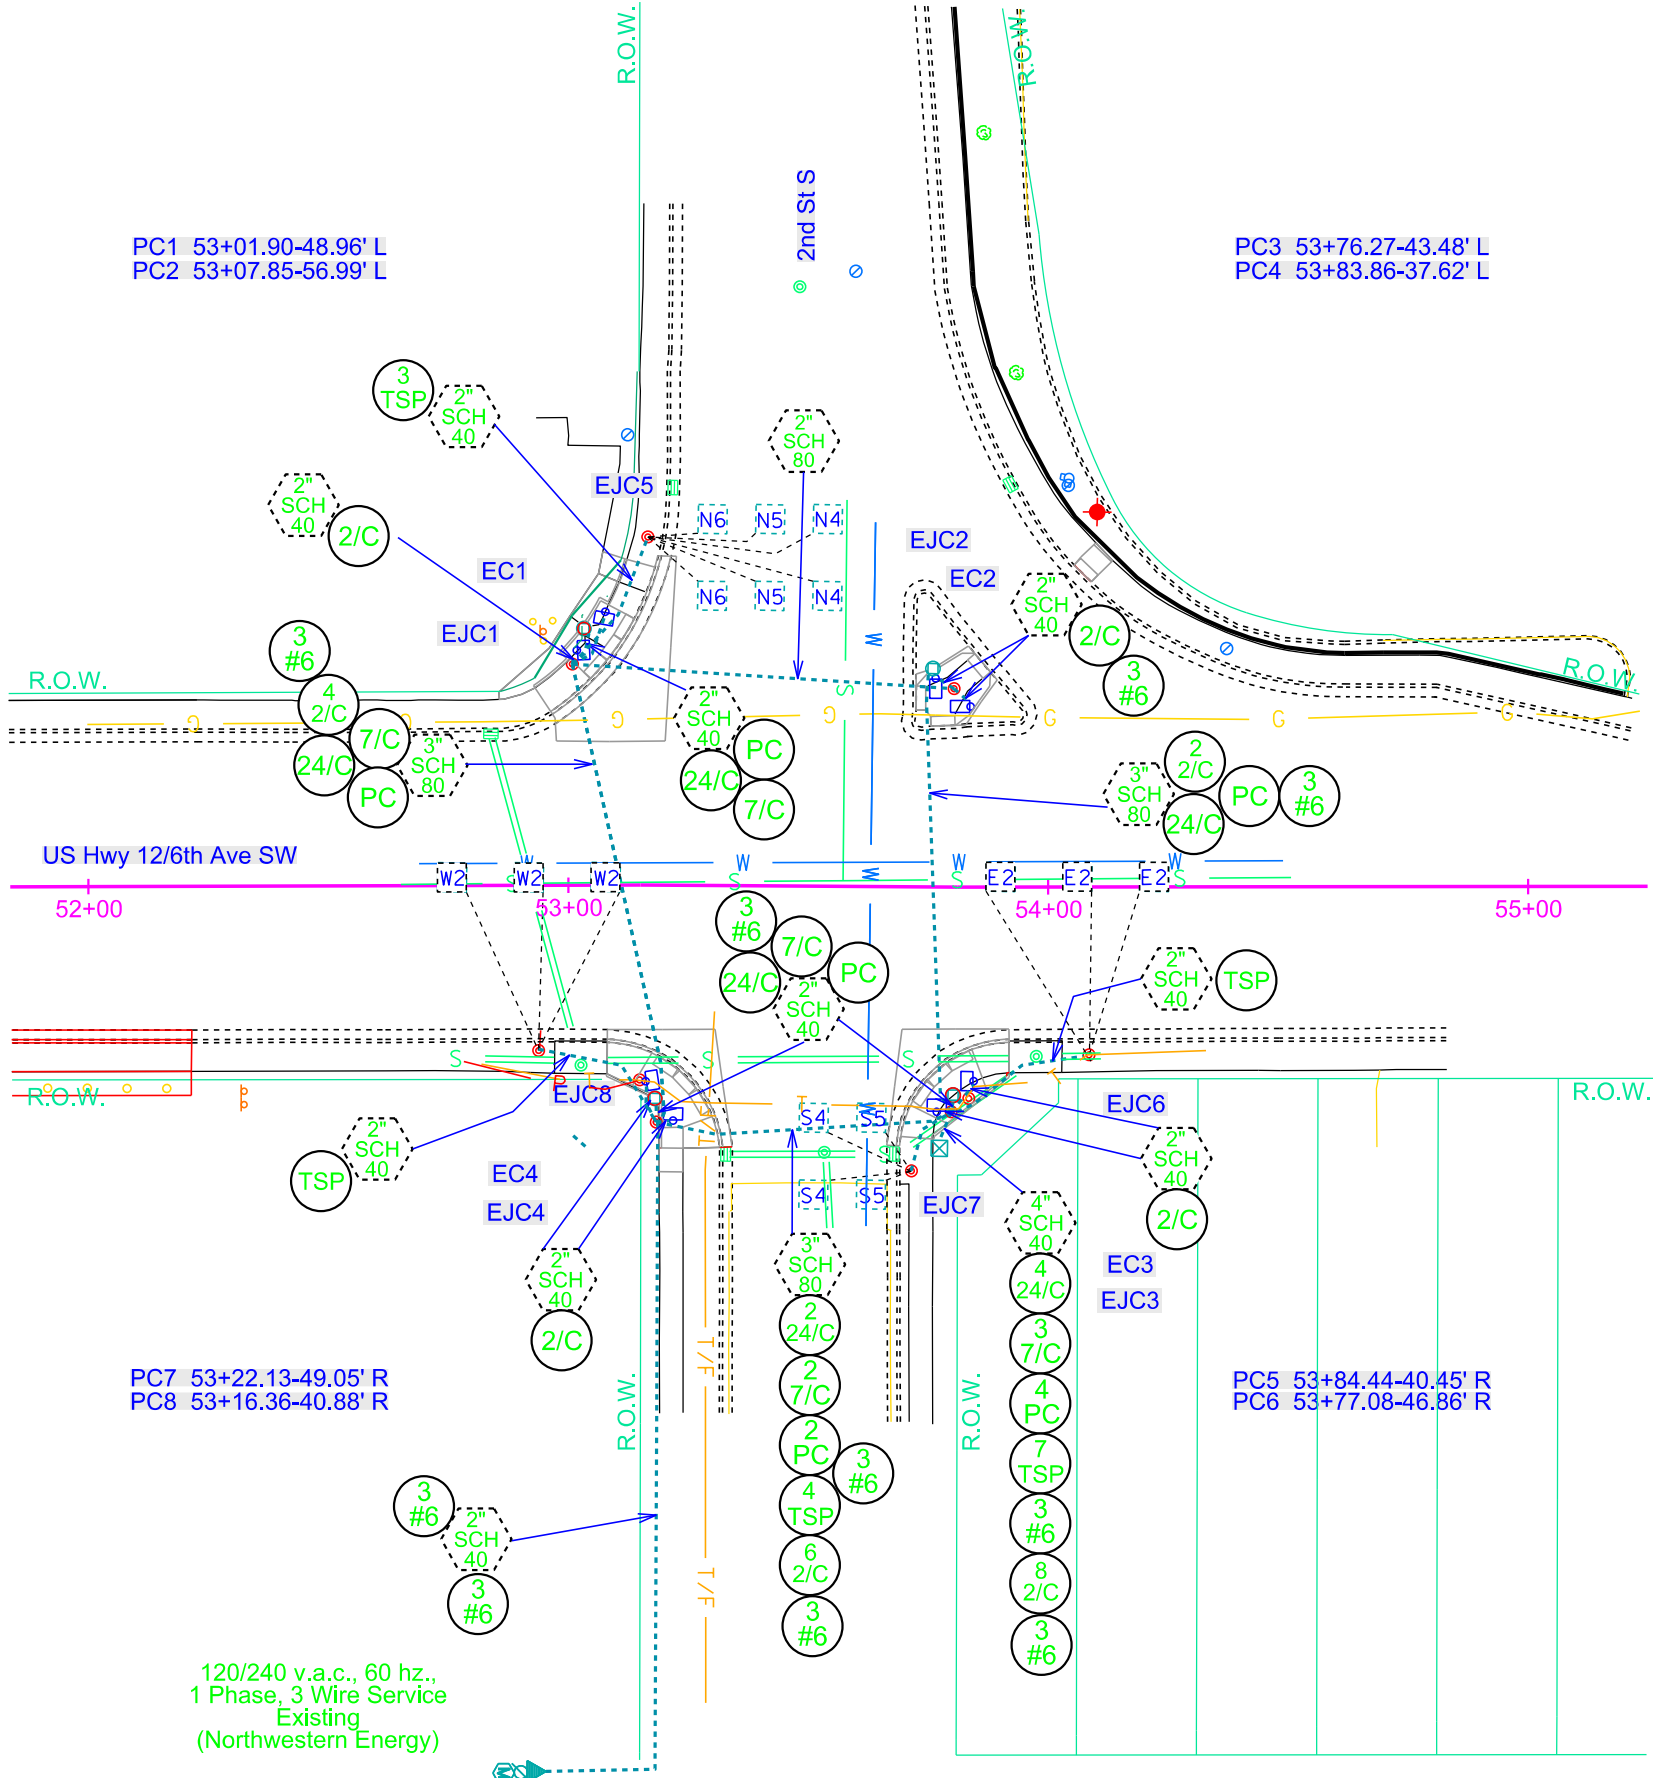 R.O.W.
R.O.W.
2nd St S
PC1 53+01.90-48.96' L
PC2 53+07.85-56.99' L
PC3 53+76.27-43.48' L
PC4 53+83.86-37.62' L
3
TSP
2"
SCH
40
2"
SCH
80
2"
SCH
40
2/C
EJC5
N6
N5
N4
EJC2
EC1
EC2
N6
N5
N4
2"
SCH
40
2/C
3
#6
EJC1
3
#6
W
R.O.W.
R.O.W.
4
2/C
7/C
24/C
PC
3"
SCH
80
G
G
G
G
G
G
G
S
2"
SCH
40
PC
24/C
7/C
3"
SCH
80
2
2/C
24/C
PC
3
#6
US Hwy 12/6th Ave SW
W
W
W
W
W
W2
W2
W2
E2
E2
E2
S
S
S
S
52+00
53+00
54+00
55+00
3
#6
7/C
24/C
PC
2"
SCH
40
2"
SCH
40
TSP
S
S
S
S
P
T
T
T
R.O.W.
R.O.W.
EJC8
EJC6
S4
S5
W
T
S
2"
SCH
40
TSP
2"
SCH
40
2/C
EC4
EJC4
S4
S5
EJC7
4"
SCH
40
EC3
EJC3
2"
SCH
40
2/C
3"
SCH
80
2
24/C
2
7/C
2
PC
3
#6
4
TSP
6
2/C
3
#6
4
24/C
3
7/C
4
PC
7
TSP
3
#6
8
2/C
3
#6
T/F
T/F
PC7 53+22.13-49.05' R
PC8 53+16.36-40.88' R
PC5 53+84.44-40.45' R
PC6 53+77.08-46.86' R
R.O.W.
R.O.W.
3
#6
2"
SCH
40
3
#6
120/240 v.a.c., 60 hz.,
1 Phase, 3 Wire Service
Existing
(Northwestern Energy)
M